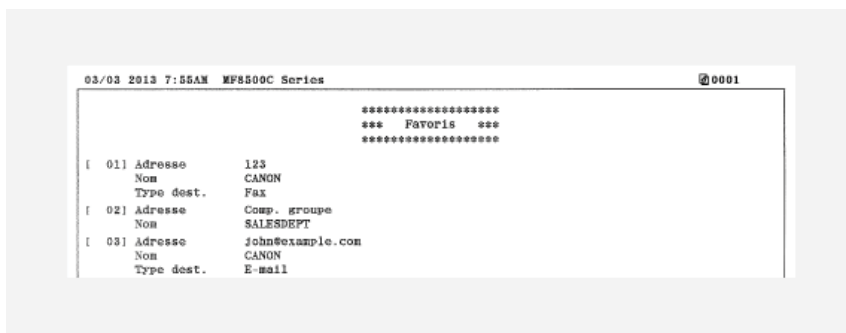 03/03 2013 7:55AM MF8500C Series 0001
*******************
*** Favoris ***
*******************
[ 01] Adresse 123
Nom CANON
Type dest. Fax
[ 02] Adresse Comp. groupe
Nom SALESDEPT
[ 03] Adresse john@example.com
Nom CANON
Type dest. E-mail